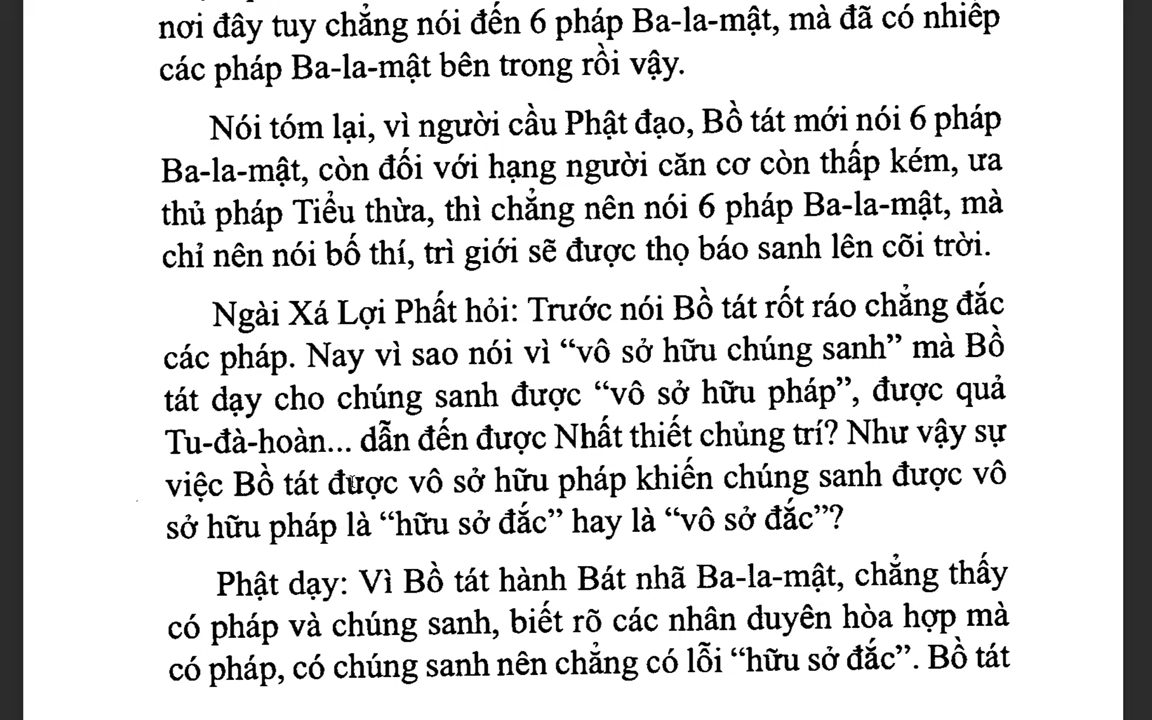 nơi đây tuy chẳng nói đến 6 pháp Ba-la-mật, mà đã có nhiếp
các pháp Ba-la-mật bên trong rồi vậy.
Nói tóm lại, vì người cầu Phật đạo, Bồ tát mới nói 6 pháp
Ba-la-mật, còn đối với hạng người căn cơ còn thấp kém, ưa
thủ pháp Tiểu thừa, thì chẳng nên nói 6 pháp Ba-la-mật, mà
chỉ nên nói bố thí, trì giới sẽ được thọ báo sanh lên cõi trời.
Ngài Xá Lợi Phất hỏi: Trước nói Bồ tát rốt ráo chẳng đắc
các pháp. Nay vì sao nói vì “vô sở hữu chúng sanh” mà Bồ
tát dạy cho chúng sanh được “vô sở hữu pháp”, được quả
Tu-đà-hoàn... dẫn đến được Nhất thiết chủng trí? Như vậy sự
việc Bồ tát được vô sở hữu pháp khiến chúng sanh được vô
sở hữu pháp là “hữu sở đắc” hay là “vô sở đắc”?
Phật dạy: Vì Bồ tát hành Bát nhã Ba-la-mật, chẳng thấy
có pháp và chúng sanh, biết rõ các nhân duyên hòa hợp mà
có pháp, có chúng sanh nên chẳng có lỗi “hữu sở đắc”. Bồ tát